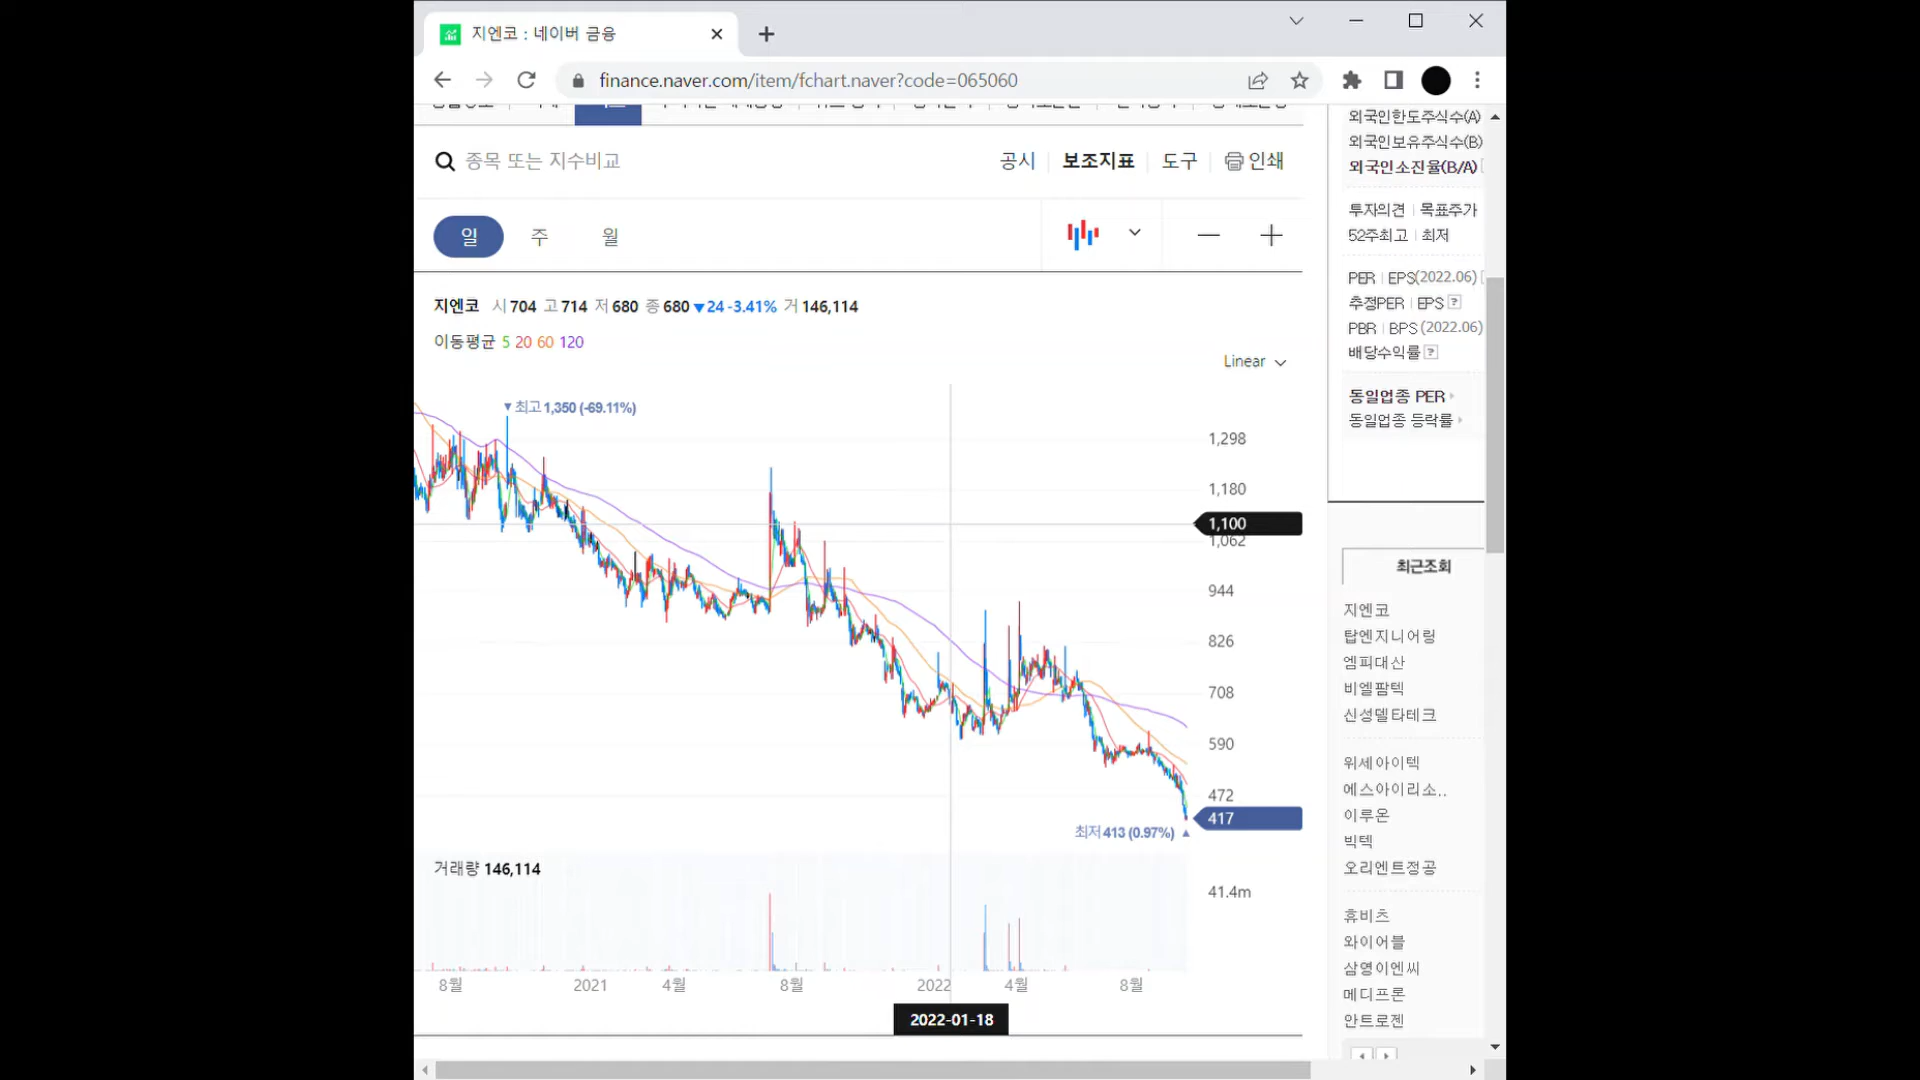 지엔코 : 네이버 금융
finance.naver.com/item/fchart.naver?code=065060
종목 또는 지수비교
공시 보조지표 도구 인쇄
일 주 월
지엔코 시 704 고 714 저 680 종 680 ▼24 -3.41% 거 146,114
이동평균 5 20 60 120
Linear
▼최고 1,350 (-69.11%)
1,298
1,180
1,100
1,062
944
826
708
590
472
417
최저 413 (0.97%) ▲
거래량 146,114
41.4m
8월 2021 4월 8월 2022 4월 8월
2022-01-18
외국인한도주식수(A)
외국인보유주식수(B)
외국인소진율(B/A)
투자의견 | 목표주가
52주최고 | 최저
PER | EPS(2022.06)
추정PER | EPS ?
PBR | BPS (2022.06)
배당수익률 ?
동일업종 PER
동일업종 등락률
최근조회
지엔코
탑엔지니어링
엠피대산
비엘팜텍
신성델타테크
위세아이텍
에스아이리소..
이루온
빅텍
오리엔트정공
휴비츠
와이어블
삼영이엔씨
메디프론
안트로젠